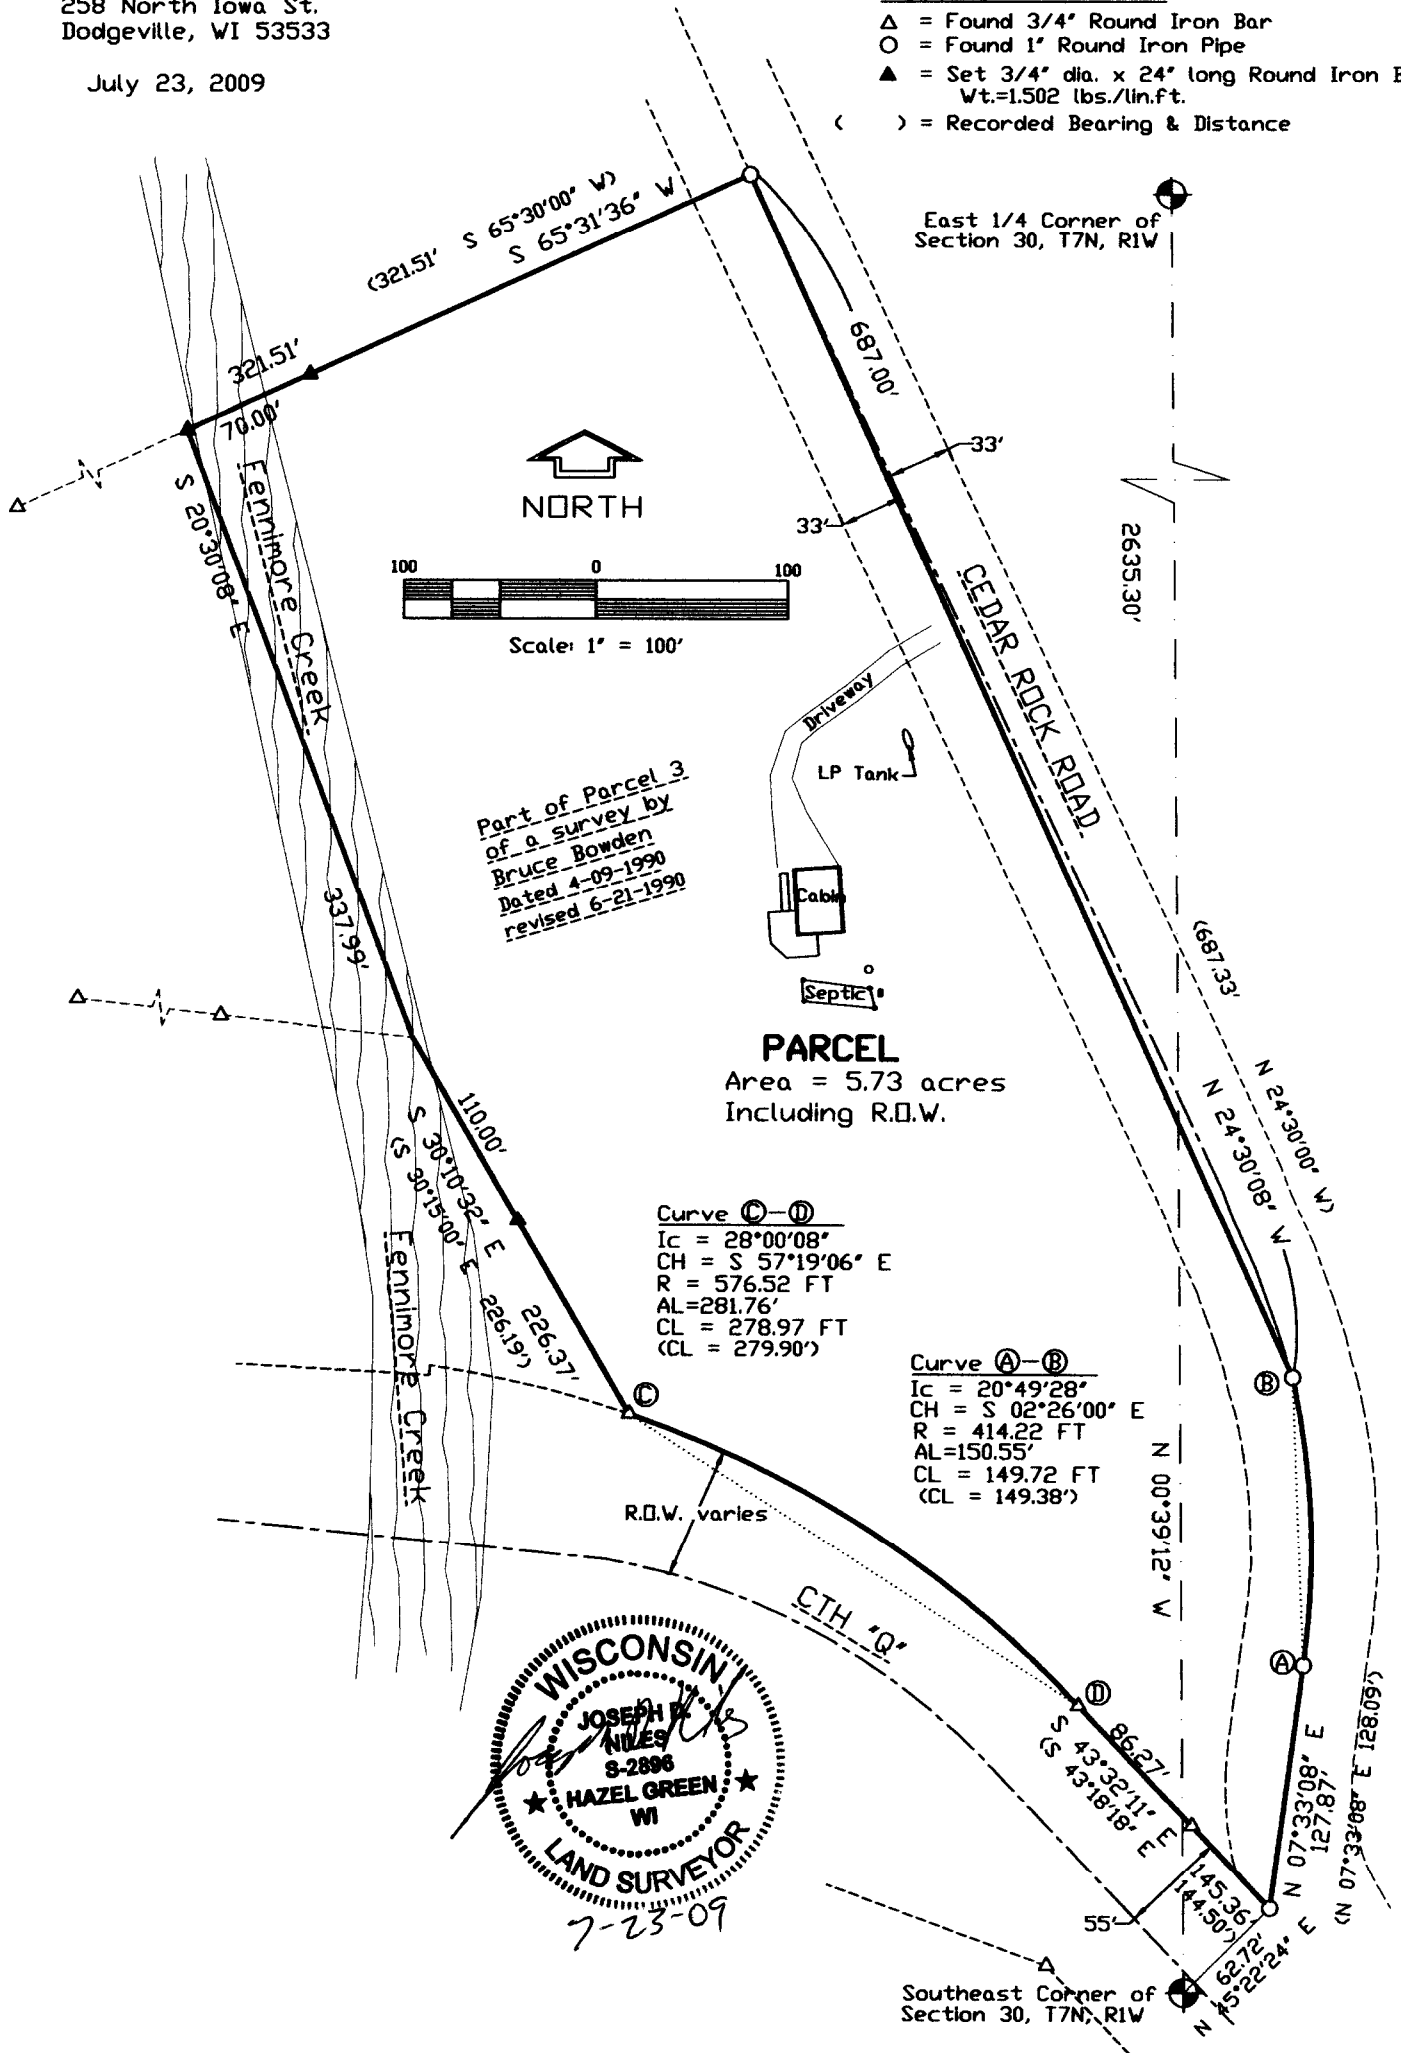 258 North Iowa St.
Dodgeville, WI 53533
July 23, 2009
△ = Found 3/4" Round Iron Bar
○ = Found 1" Round Iron Pipe
▲ = Set 3/4" dia. x 24" long Round Iron B
Wt.=1.502 lbs./lin.ft.
( ) = Recorded Bearing & Distance
East 1/4 Corner of
Section 30, T7N, R1W
(321.51' S 65°30'00" W)
S 65°31'36" W
321.51'
70.00'
687.00'
33'
33'
NORTH
100 0 100
Scale: 1" = 100'
S 20°30'08" E
Fennimore Creek
337.99'
2635.30'
CEDAR ROCK ROAD
Driveway
LP Tank
Part of Parcel 3
of a survey by
Bruce Bowden
Dated 4-09-1990
revised 6-21-1990
Cabin
Septic
PARCEL
Area = 5.73 acres
Including R.O.W.
(687.33'
N 24°30'00" W)
N 24°30'08" W
110.00'
S 30°10'32" E
226.37'
(S 30°15'00" E
226.19')
Fennimore Creek
Curve C-D
Ic = 28°00'08"
CH = S 57°19'06" E
R = 576.52 FT
AL=281.76'
CL = 278.97 FT
(CL = 279.90')
Curve A-B
Ic = 20°49'28"
CH = S 02°26'00" E
R = 414.22 FT
AL=150.55'
CL = 149.72 FT
(CL = 149.38')
B
C
N 00°39'12" W
R.O.W. varies
CTH "Q"
A
D
86.27'
S 43°32'11" E
(S 43°18'18" E
145.36'
144.50')
N 07°33'08" E
127.87'
(N 07°33'08" E 128.09')
55'
62.72'
N 45°22'24" E
WISCONSIN
JOSEPH D.
NILES
S-2896
HAZEL GREEN
WI
LAND SURVEYOR
7-23-09
Southeast Corner of
Section 30, T7N, R1W